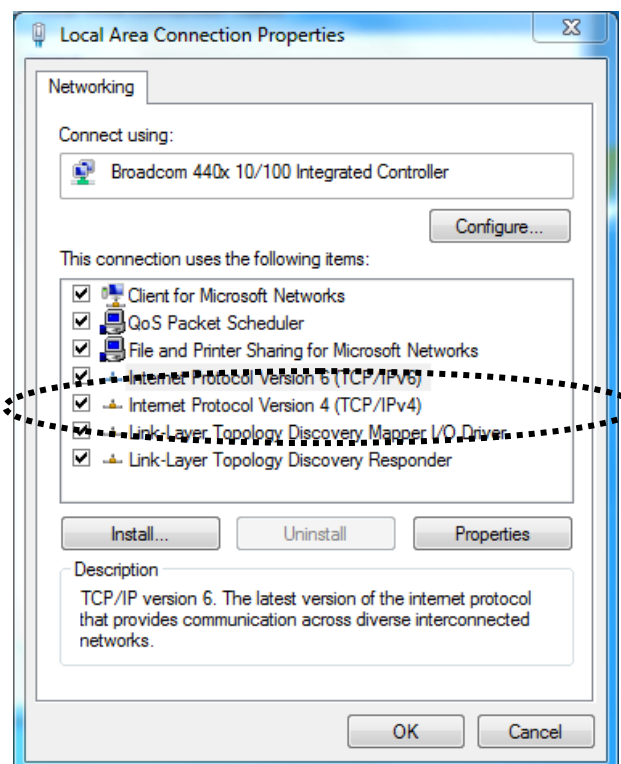 Local Area Connection Properties
Networking
Connect using:
Broadcom 440x 10/100 Integrated Controller
Configure...
This connection uses the following items:
Client for Microsoft Networks
QoS Packet Scheduler
File and Printer Sharing for Microsoft Networks
Internet Protocol Version 6 (TCP/IPv6)
Internet Protocol Version 4 (TCP/IPv4)
Link-Layer Topology Discovery Mapper I/O Driver
Link-Layer Topology Discovery Responder
Install...
Uninstall
Properties
Description
TCP/IP version 6. The latest version of the internet protocol
that provides communication across diverse interconnected
networks.
OK
Cancel